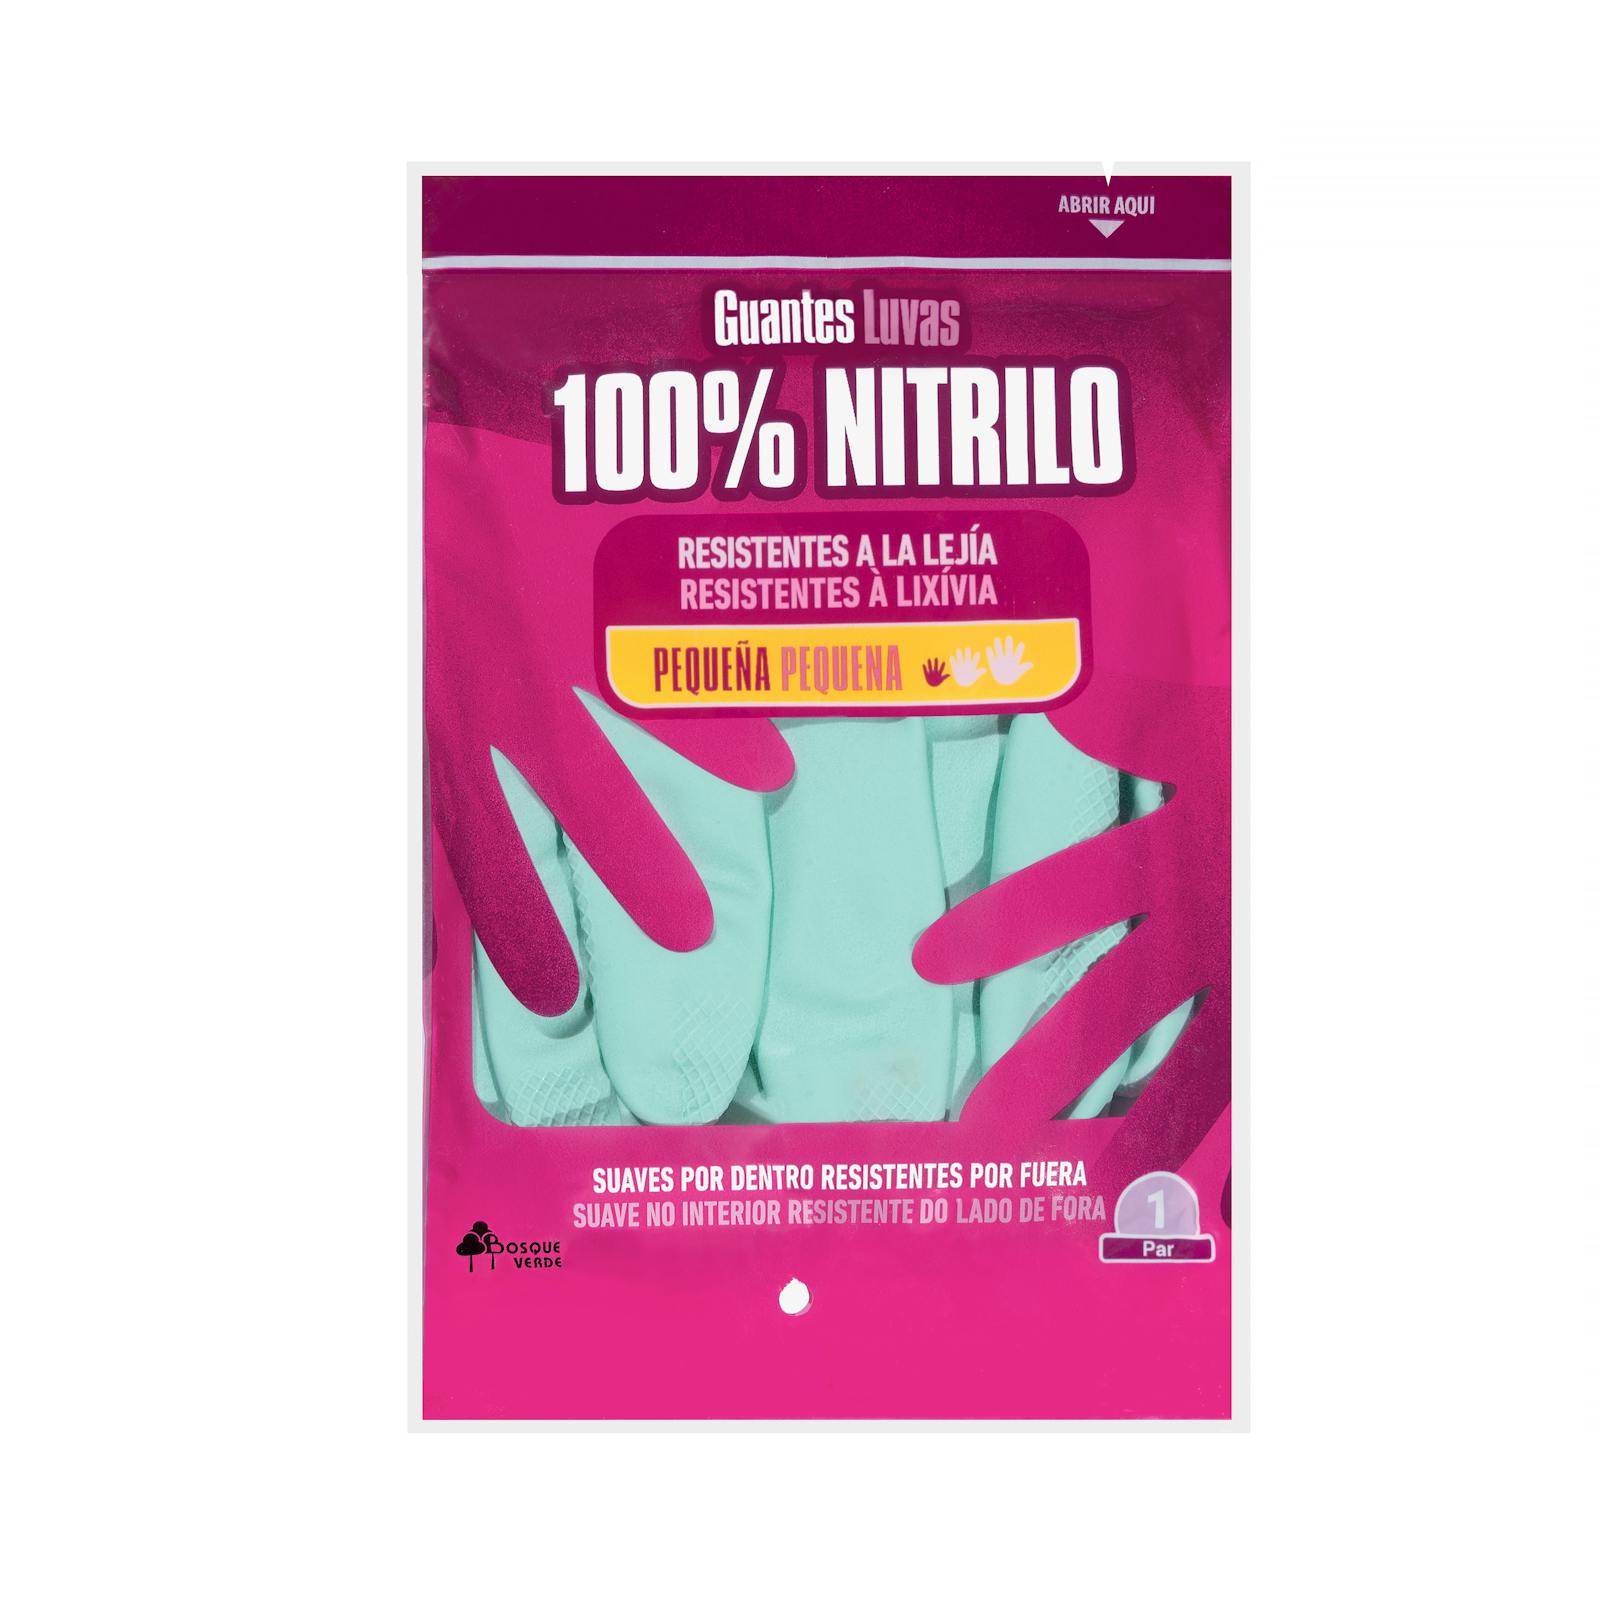 ABRIR AQUI
Guantes Luvas
100% NITRILO
RESISTENTES A LA LEJÍA
RESISTENTES À LIXÍVIA
PEQUEÑA PEQUENA
SUAVES POR DENTRO RESISTENTES POR FUERA
SUAVE NO INTERIOR RESISTENTE DO LADO DE FORA
1
Par
BOSQUE
VERDE